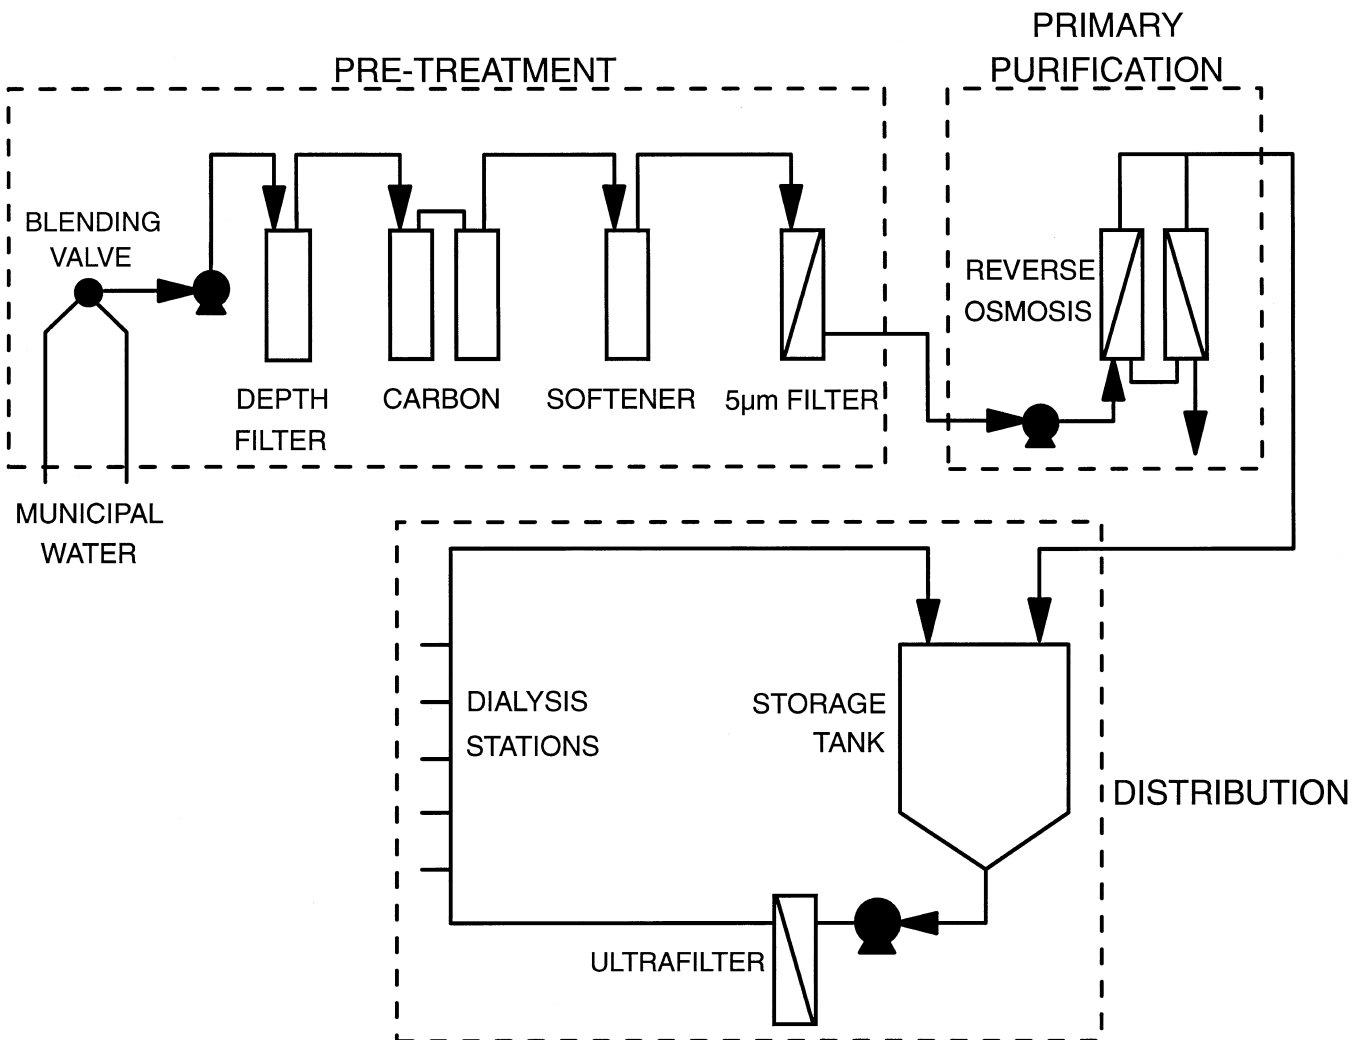 PRIMARY
PURIFICATION
PRE-TREATMENT
BLENDING
VALVE
REVERSE
OSMOSIS
DEPTH
FILTER
CARBON
SOFTENER
5µm FILTER
MUNICIPAL
WATER
DIALYSIS
STATIONS
STORAGE
TANK
DISTRIBUTION
ULTRAFILTER